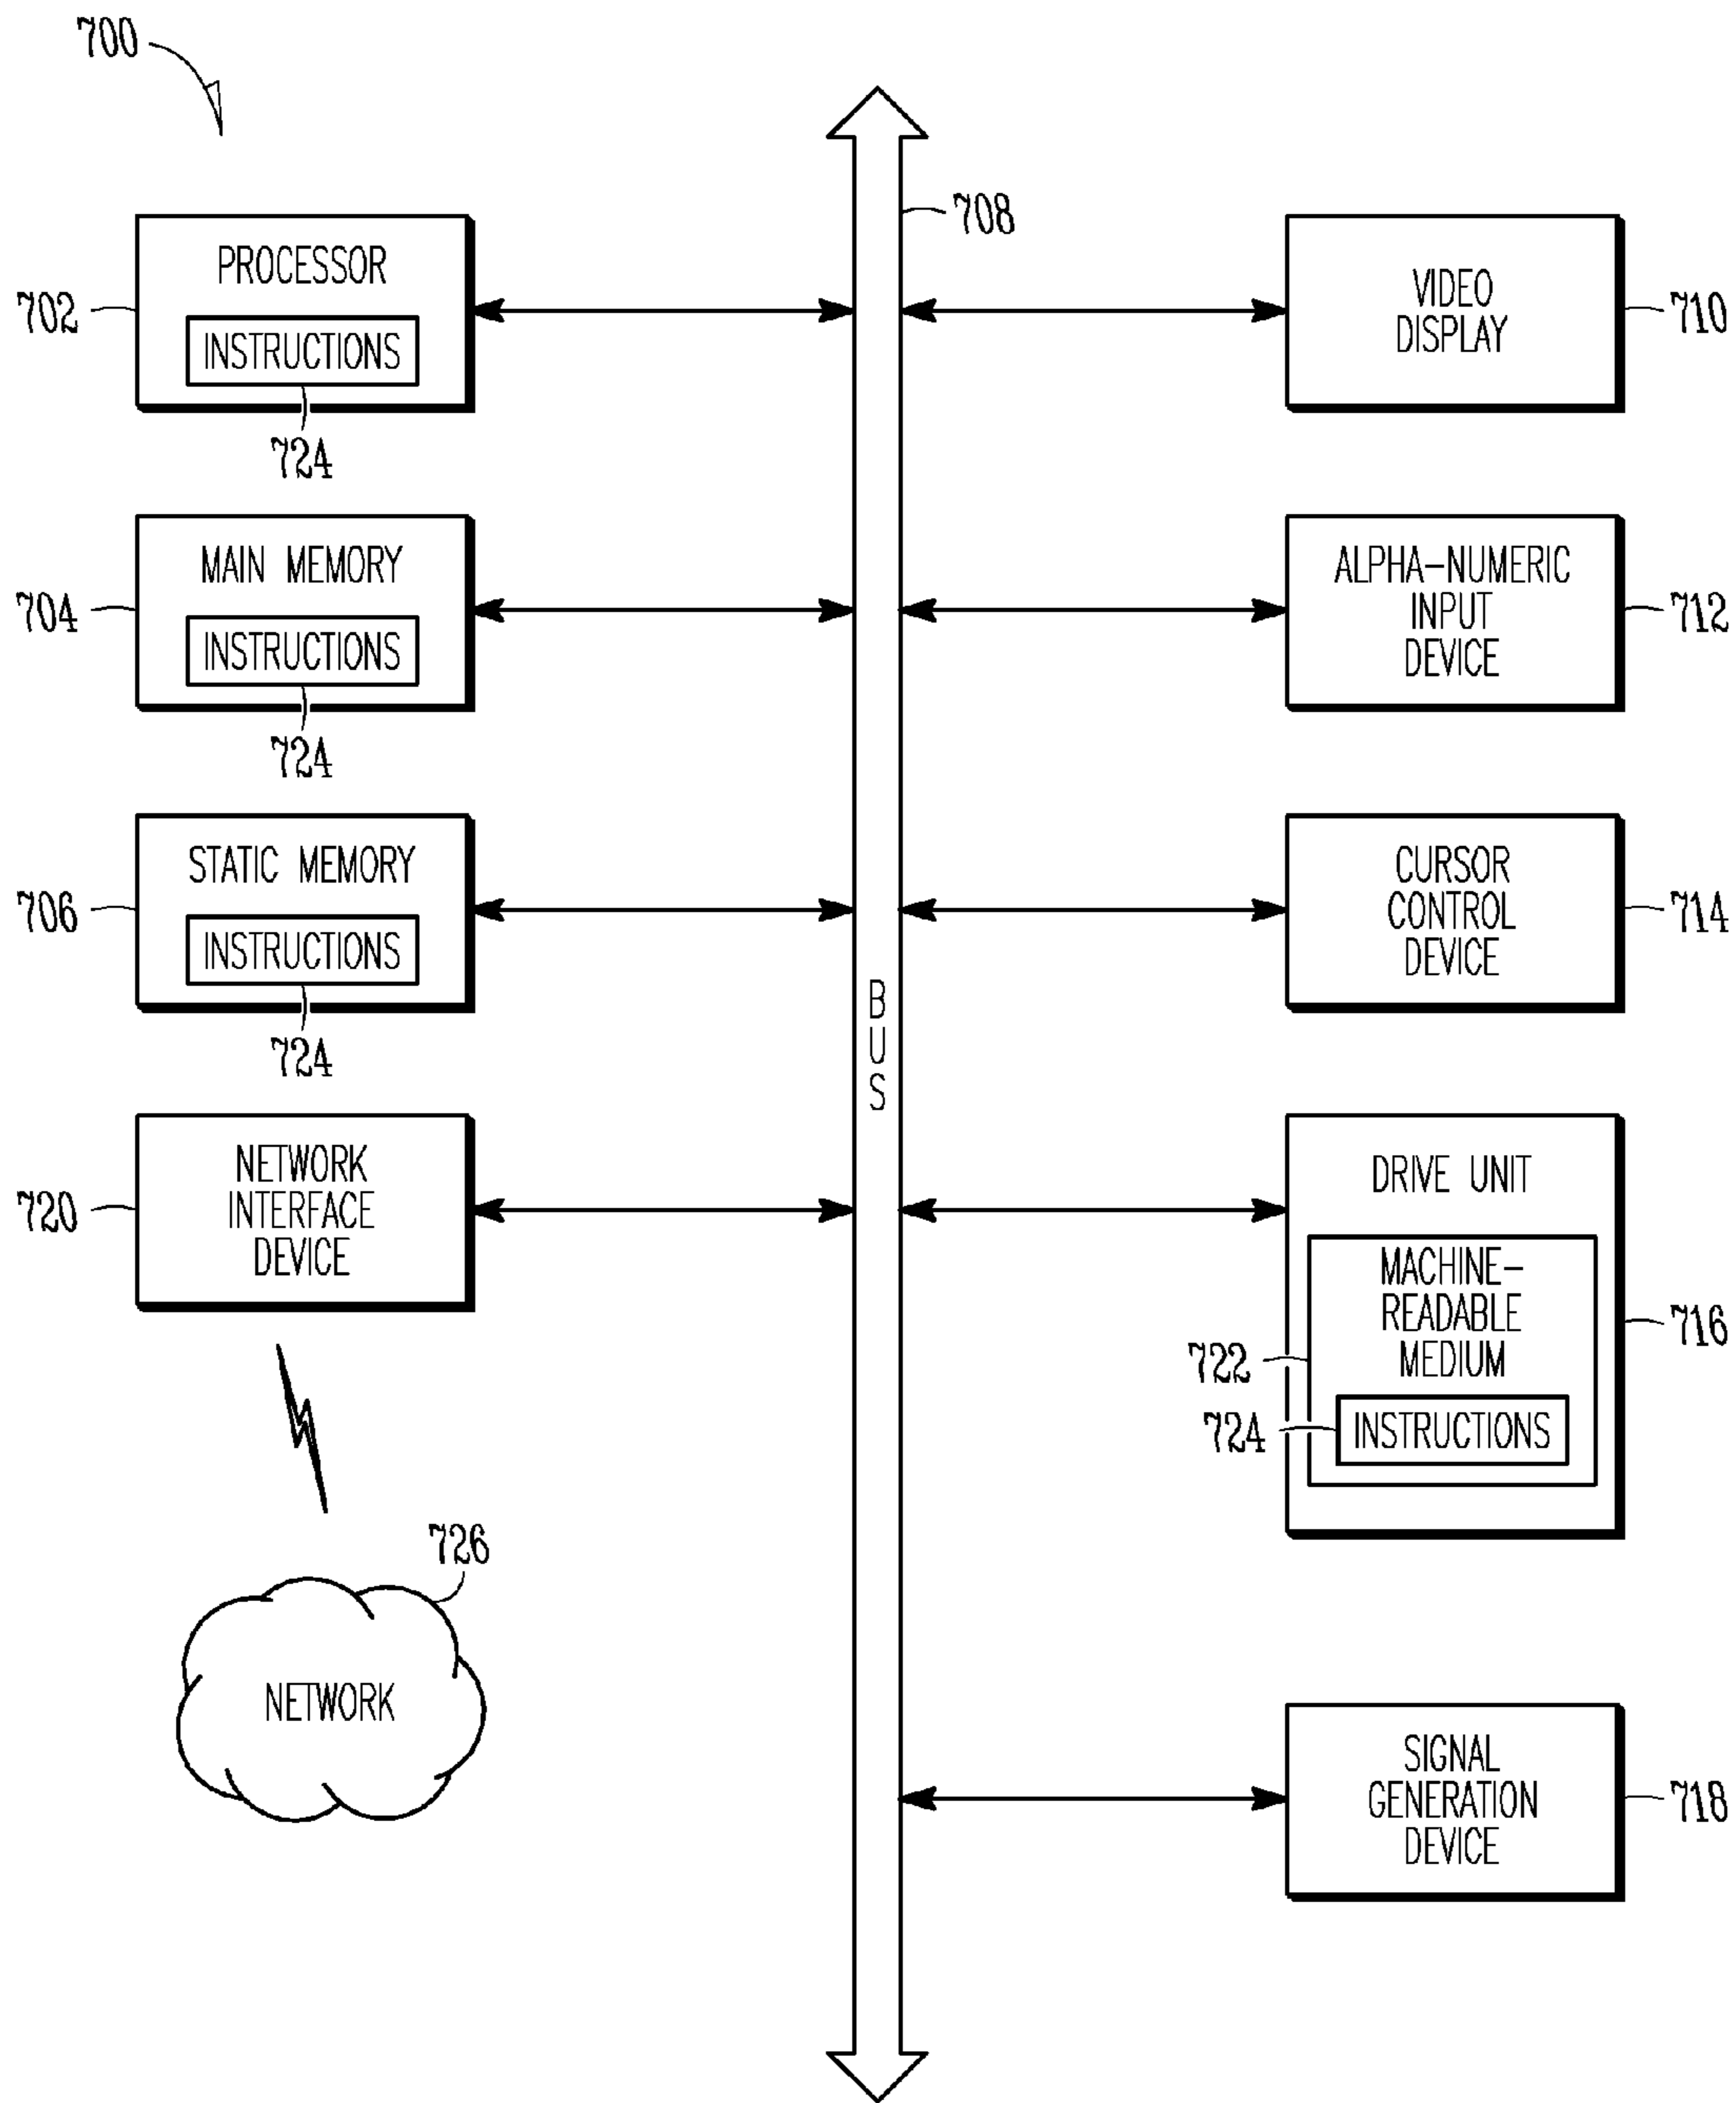 700
708
PROCESSOR
INSTRUCTIONS
702
724
MAIN MEMORY
INSTRUCTIONS
704
724
STATIC MEMORY
INSTRUCTIONS
706
724
NETWORK
INTERFACE
DEVICE
720
726
NETWORK
BUS
VIDEO
DISPLAY
710
ALPHA-NUMERIC
INPUT
DEVICE
712
CURSOR
CONTROL
DEVICE
714
DRIVE UNIT
MACHINE-
READABLE
MEDIUM
716
722
724
INSTRUCTIONS
SIGNAL
GENERATION
DEVICE
718